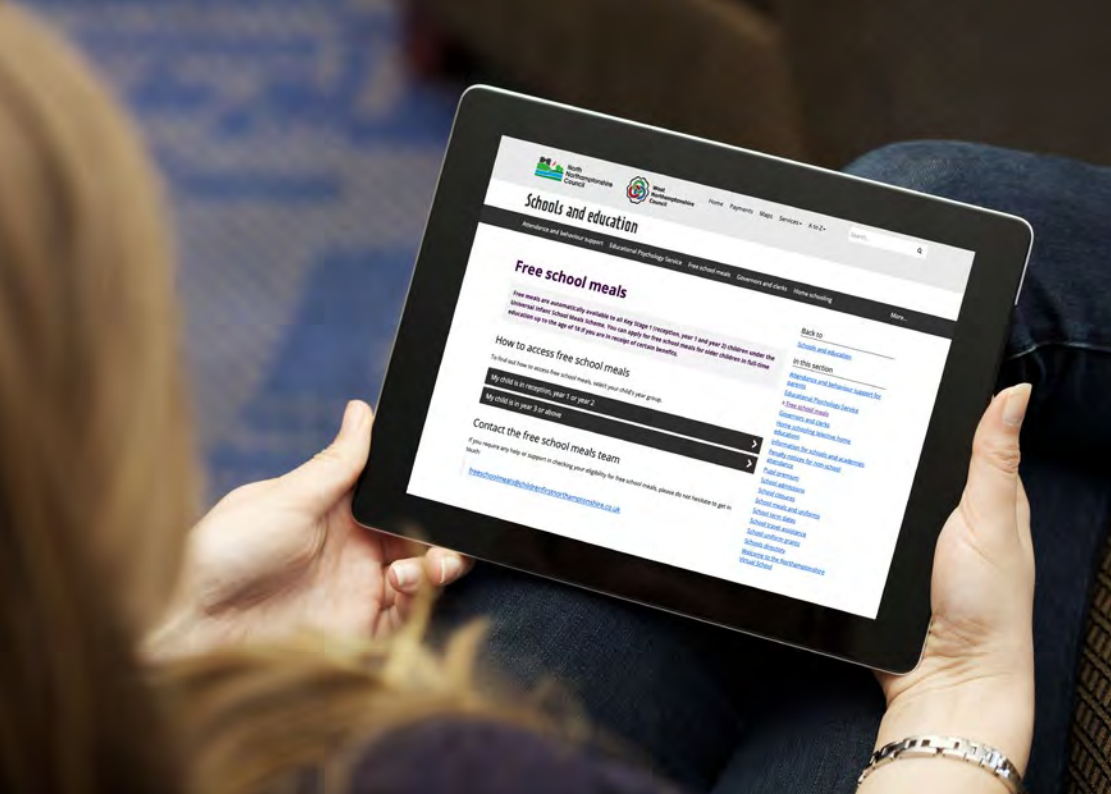 North
Northamptonshire
Council
West
Northamptonshire
Council
Home Payments Maps Services A to Z
Search...
Schools and education
Attendance and behaviour support Educational Psychology Service Free school meals Governors and clerks Home schooling
More...
Free school meals
Free meals are automatically available to all Key Stage 1 (reception, year 1 and year 2) children under the
Universal Infant School Meals Scheme. You can apply for free school meals for older children in full-time
education up to the age of 18 if you are in receipt of certain benefits.
How to access free school meals
To find out how to access free school meals, select your child's year group.
My child is in reception, year 1 or year 2
My child is in year 3 or above
Contact the free school meals team
If you require any help or support in checking your eligibility for free school meals, please do not hesitate to get in
touch:
freeschoolmeals@childrenfirstnorthamptonshire.co.uk
Back to
Schools and education
In this section
Attendance and behaviour support for
parents
Educational Psychology Service
Free school meals
Governors and clerks
Home schooling (elective home
education)
Information for schools and academies
Penalty notices for non-school
attendance
Pupil premium
School admissions
School closures
School meals and uniforms
School term dates
School travel assistance
School uniform grants
Schools directory
Welcome to the Northamptonshire
Virtual School